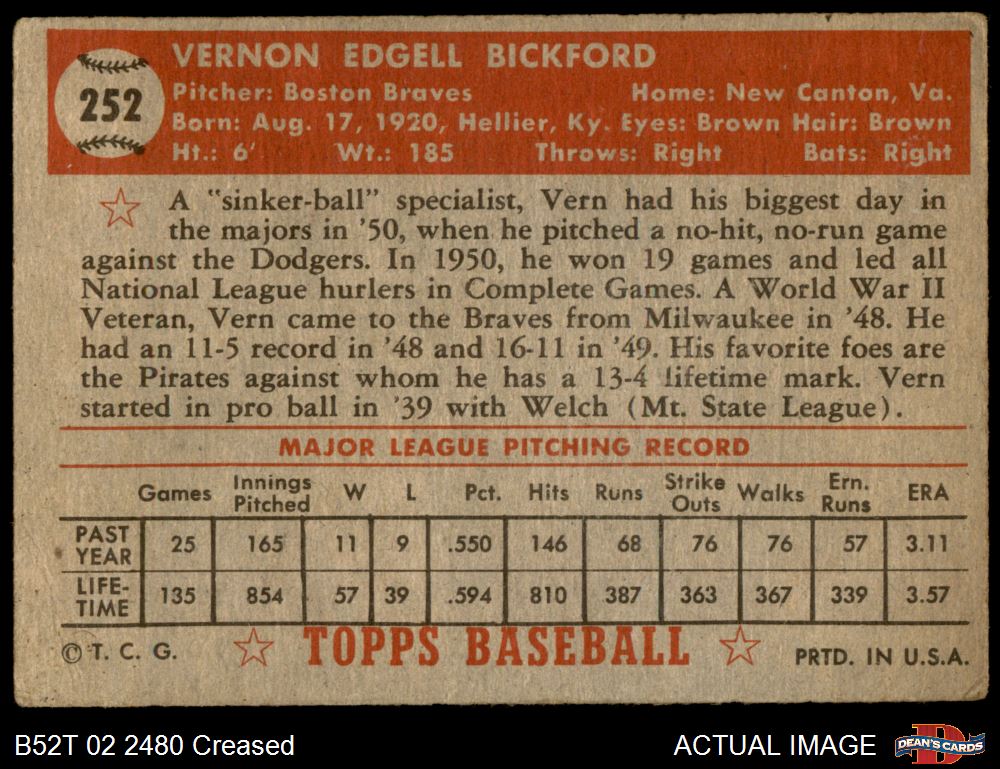 252
VERNON EDGELL BICKFORD
Pitcher: Boston Braves Home: New Canton, Va.
Born: Aug. 17, 1920, Hellier, Ky. Eyes: Brown Hair: Brown
Ht.: 6' Wt.: 185 Throws: Right Bats: Right
A "sinker-ball" specialist, Vern had his biggest day in
the majors in '50, when he pitched a no-hit, no-run game
against the Dodgers. In 1950, he won 19 games and led all
National League hurlers in Complete Games. A World War II
Veteran, Vern came to the Braves from Milwaukee in '48. He
had an 11-5 record in '48 and 16-11 in '49. His favorite foes are
the Pirates against whom he has a 13-4 lifetime mark. Vern
started in pro ball in '39 with Welch (Mt. State League).
MAJOR LEAGUE PITCHING RECORD
Games Innings Pitched W L Pct. Hits Runs Strike Outs Walks Ern. Runs ERA
PAST YEAR 25 165 11 9 .550 146 68 76 76 57 3.11
LIFE-TIME 135 854 57 39 .594 810 387 363 367 339 3.57
© T. C. G. TOPPS BASEBALL PRTD. IN U.S.A.
B52T 02 2480 Creased ACTUAL IMAGE D DEAN'S CARDS